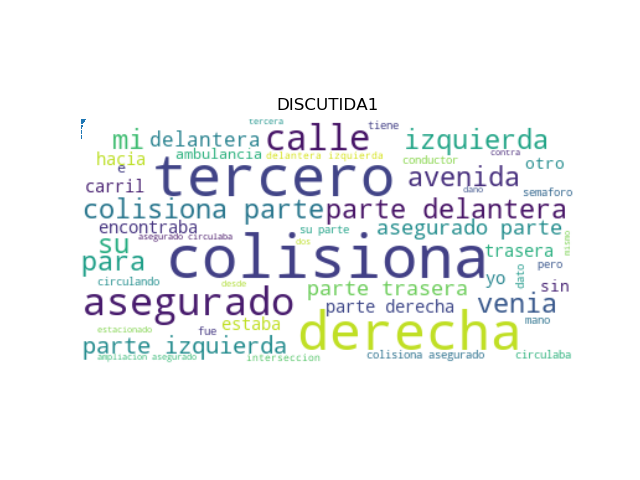 DISCUTIDA1
tercera
tiene
mi
delantera
calle
izquierda
hacia
ambulancia
delantera izquierda
conductor
contra
otro
e
tercero
avenida
carril
dano
semaforo
colisiona parte
parte delantera
encontraba
su parte
asegurado parte
su
asegurado circulaba
dos
mismo
para
colisiona
trasera
pero
circulando
desde
parte trasera
yo
dato
sin
asegurado
parte derecha
venia
estacionado
fue
estaba
derecha
mano
parte izquierda
ampliacion asegurado
interseccion
colisiona asegurado
circulaba